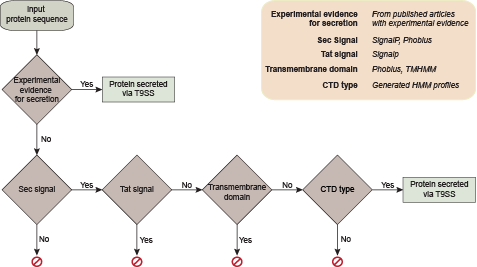 Input
protein sequence
Experimental evidence
for secretion
From published articles
with experimental evidence
Sec Signal
SignalP, Phobius
Tat signal
Signalp
Transmembrane domain
Phobius, TMHMM
CTD type
Generated HMM profiles
Experimental
evidence
for secretion
Yes
Protein secreted
via T9SS
No
Sec signal
Yes
Tat signal
No
Transmembrane
domain
No
CTD type
Yes
Protein secreted
via T9SS
No
Yes
Yes
No